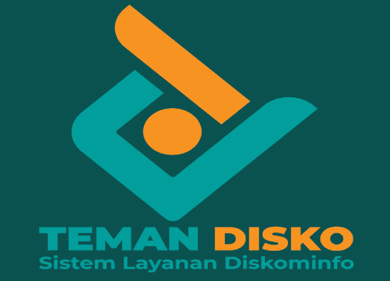 TEMAN DISKO
Sistem Layanan Diskominfo